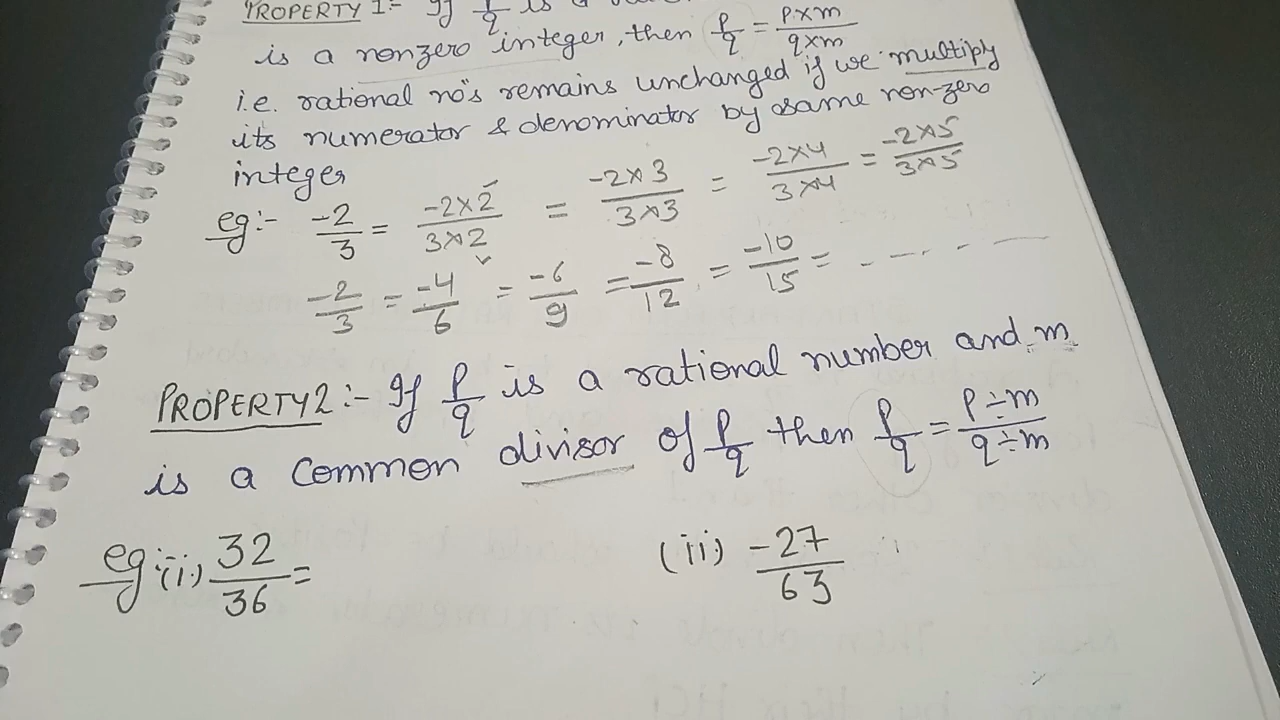 PROPERTY 1:- If p/q is a
is a nonzero integer, then p/q = p×m/q×m
i.e. rational no's remains unchanged if we multiply
its numerator & denominator by same non-zero
integer
eg:- -2/3 = -2×2/3×2 = -2×3/3×3 = -2×4/3×4 = -2×5/3×5
-2/3 = -4/6 = -6/9 = -8/12 = -10/15 = - - - -
PROPERTY 2:- If p/q is a rational number and m
is a common divisor of p/q then p/q = p÷m/q÷m
eg:- (i) 32/36 = (ii) -27/63